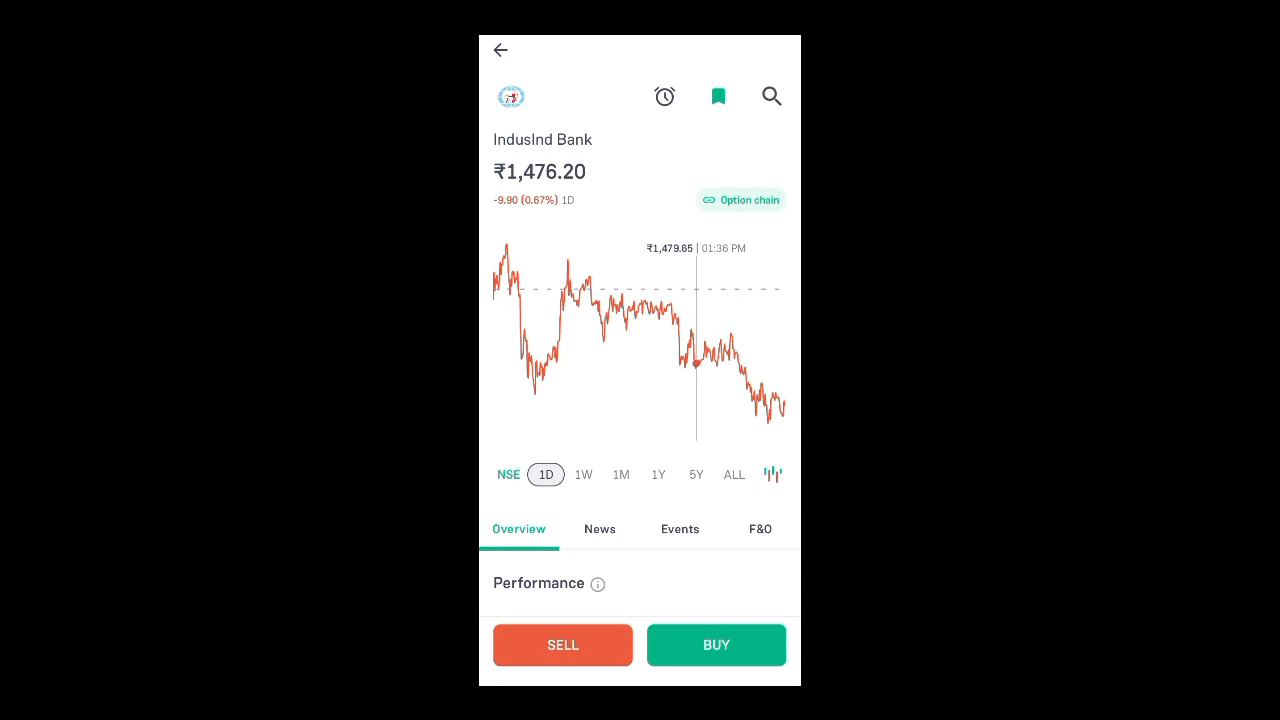 IndusInd Bank
₹1,476.20
-9.90 (0.67%) 1D
Option chain
₹1,479.65 | 01:36 PM
NSE 1D 1W 1M 1Y 5Y ALL
Overview News Events F&O
Performance
SELL BUY